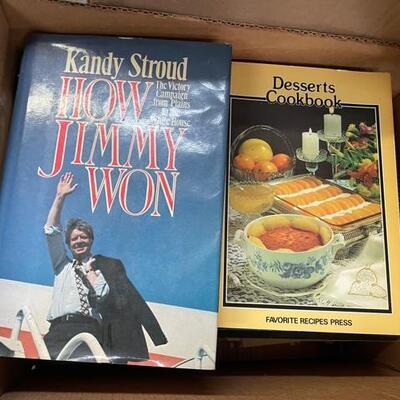 Kandy Stroud
HOW
The Victory
Campaign
from Plains
to the
White House
JIMMY
WON
Desserts
Cookbook
FAVORITE RECIPES PRESS